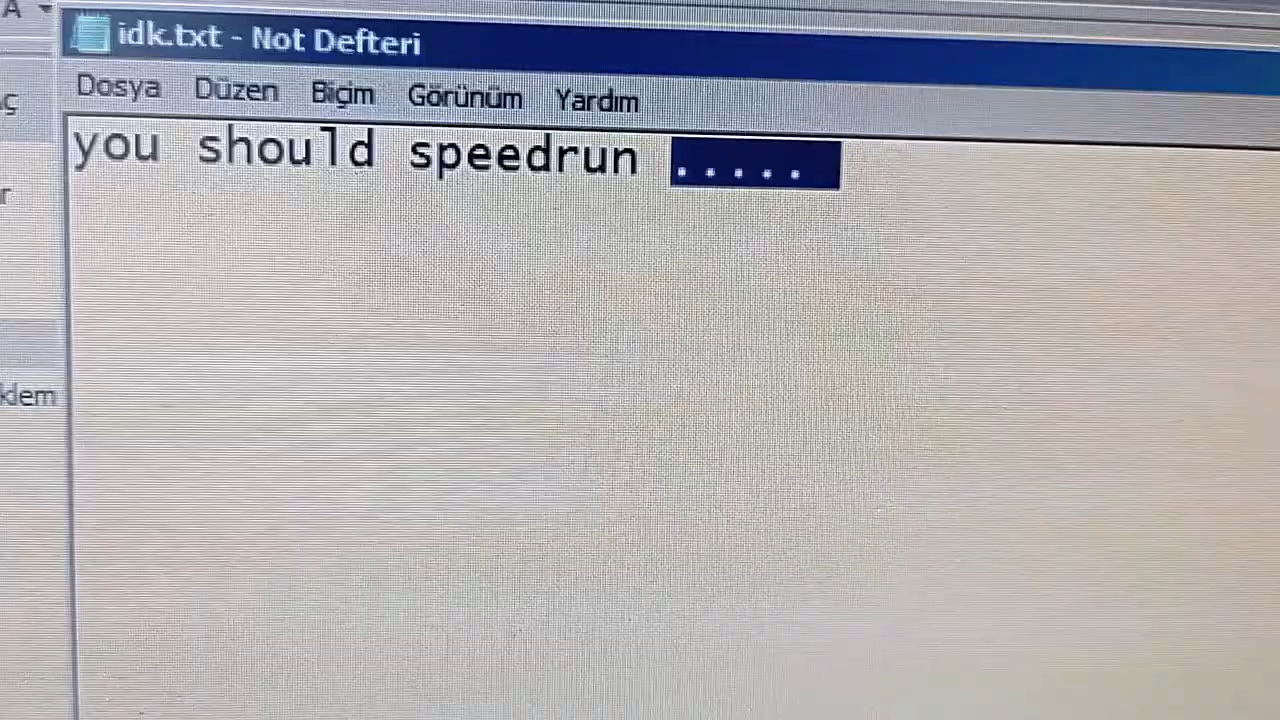 A
idk.txt - Not Defteri
Dosya Düzen Biçim Görünüm Yardım
you should speedrun .....